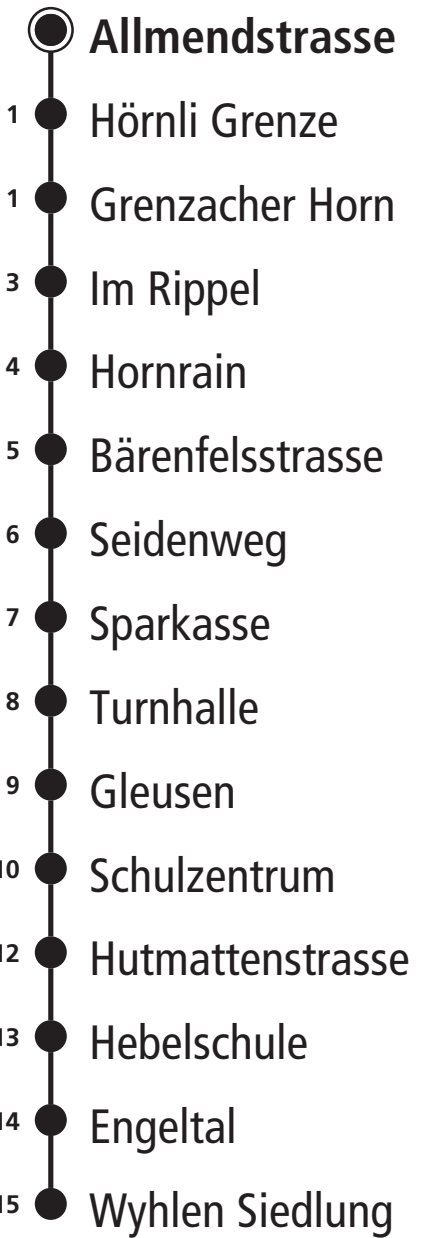 Allmendstrasse
1 Hörnli Grenze
1 Grenzacher Horn
3 Im Rippel
4 Hornrain
5 Bärenfelsstrasse
6 Seidenweg
7 Sparkasse
8 Turnhalle
9 Gleusen
10 Schulzentrum
12 Hutmattenstrasse
13 Hebelschule
14 Engeltal
15 Wyhlen Siedlung